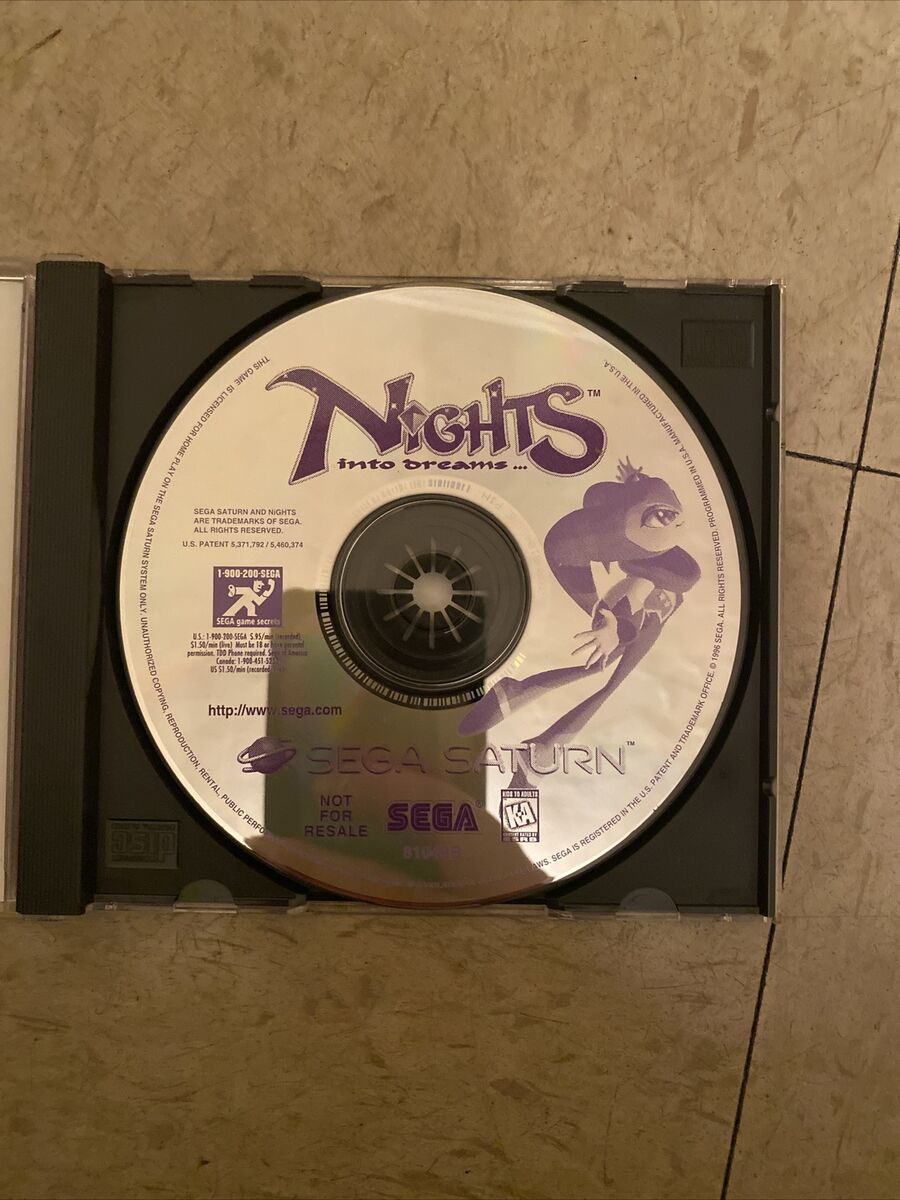 NiGHTS™
into dreams...
SEGA SATURN AND NiGHTS
ARE TRADEMARKS OF SEGA.
ALL RIGHTS RESERVED.
U.S. PATENT 5,371,792 / 5,460,374
1-900-200-SEGA
SEGA game secrets
U.S.: 1-900-200-SEGA $.95/min (recorded),
$1.50/min (live) Must be 18 or have parental
permission. TDD Phone required. Sega of America
Canada: 1-900-451-52
US $1.50/min (recorded/
http://www.sega.com
SEGA SATURN™
NOT
FOR
RESALE
SEGA®
KIDS TO ADULTS
K-A
CONTENT RATED BY
ESRB
THIS GAME IS LICENSED FOR HOME PLAY ON THE SEGA SATURN SYSTEM ONLY. UNAUTHORIZED COPYING, REPRODUCTION, RENTAL, PUBLIC PERFO
LAWS. SEGA IS REGISTERED IN THE U.S. PATENT AND TRADEMARK OFFICE. © 1996 SEGA. ALL RIGHTS RESERVED. PROGRAMMED IN U.S.A. MANUFACTURED IN THE U.S.A.
disc